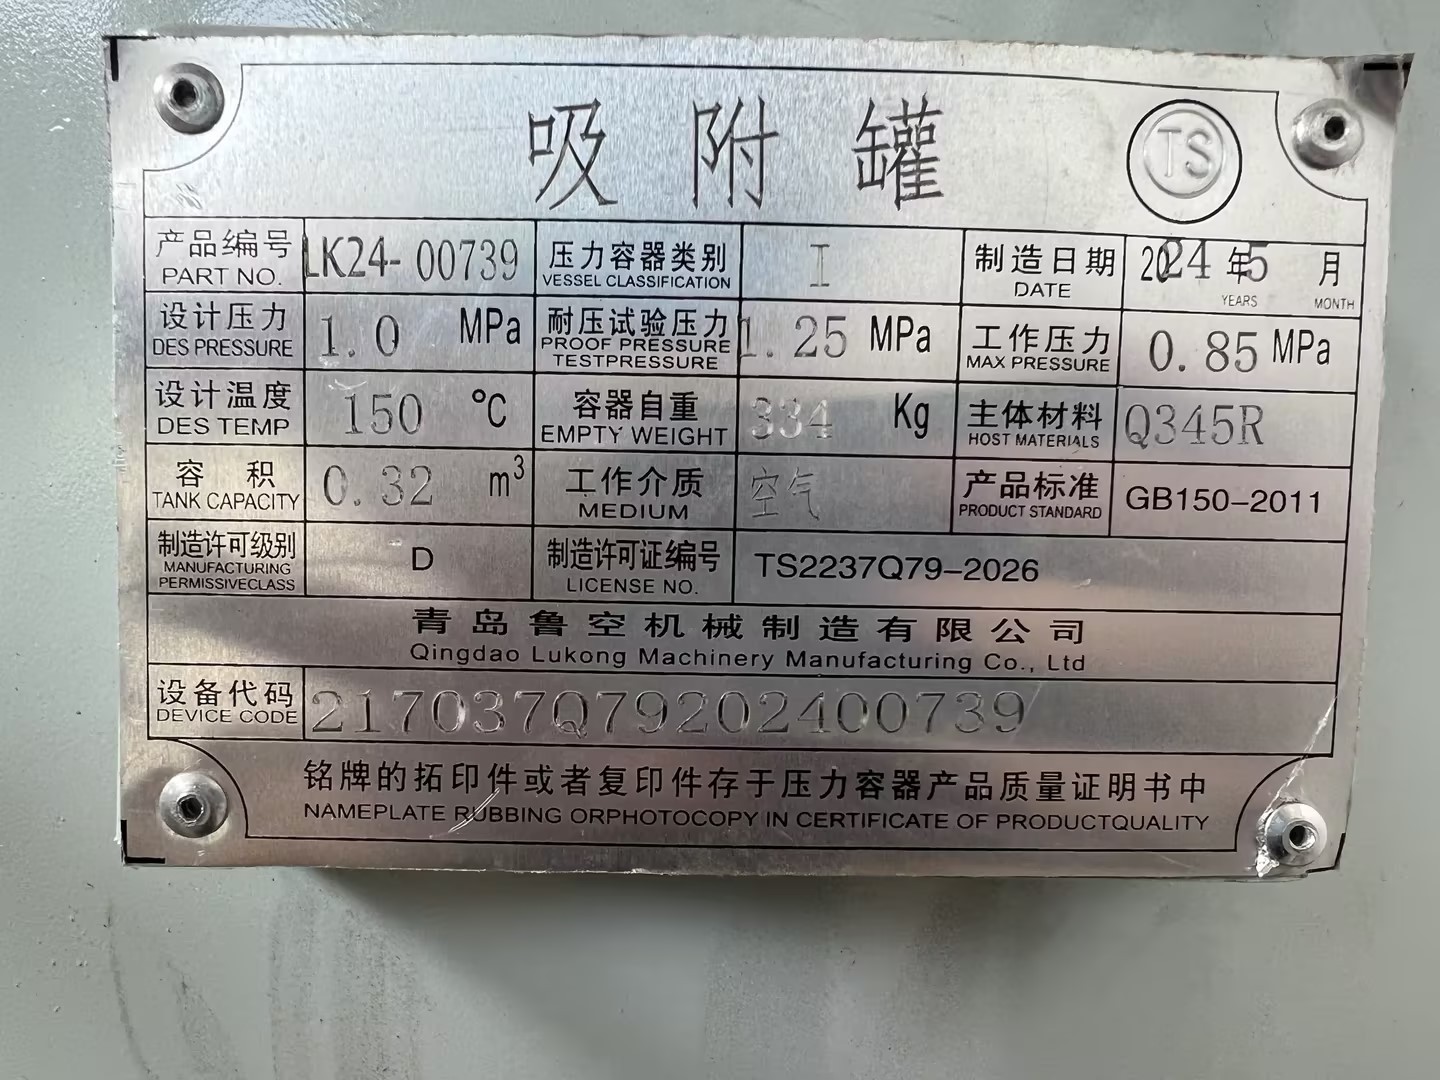 吸附罐
TS
产品编号 LK24-00739 压力容器类别 I 制造日期 2024年5月
PART NO. VESSEL CLASSIFICATION DATE YEARS MONTH
设计压力 1.0 MPa 耐压试验压力 1.25 MPa 工作压力 0.85 MPa
DES PRESSURE PROOF PRESSURE TESTPRESSURE MAX PRESSURE
设计温度 150 ℃ 容器自重 334 Kg 主体材料 Q345R
DES TEMP EMPTY WEIGHT HOST MATERIALS
容 积 0.32 m³ 工作介质 空气 产品标准 GB150-2011
TANK CAPACITY MEDIUM PRODUCT STANDARD
制造许可级别 D 制造许可证编号 TS2237Q79-2026
MANUFACTURING PERMISSIVECLASS LICENSE NO.
青岛鲁空机械制造有限公司
Qingdao Lukong Machinery Manufacturing Co., Ltd
设备代码 217037Q79202400739
DEVICE CODE
铭牌的拓印件或者复印件存于压力容器产品质量证明书中
NAMEPLATE RUBBING ORPHOTOCOPY IN CERTIFICATE OF PRODUCTQUALITY